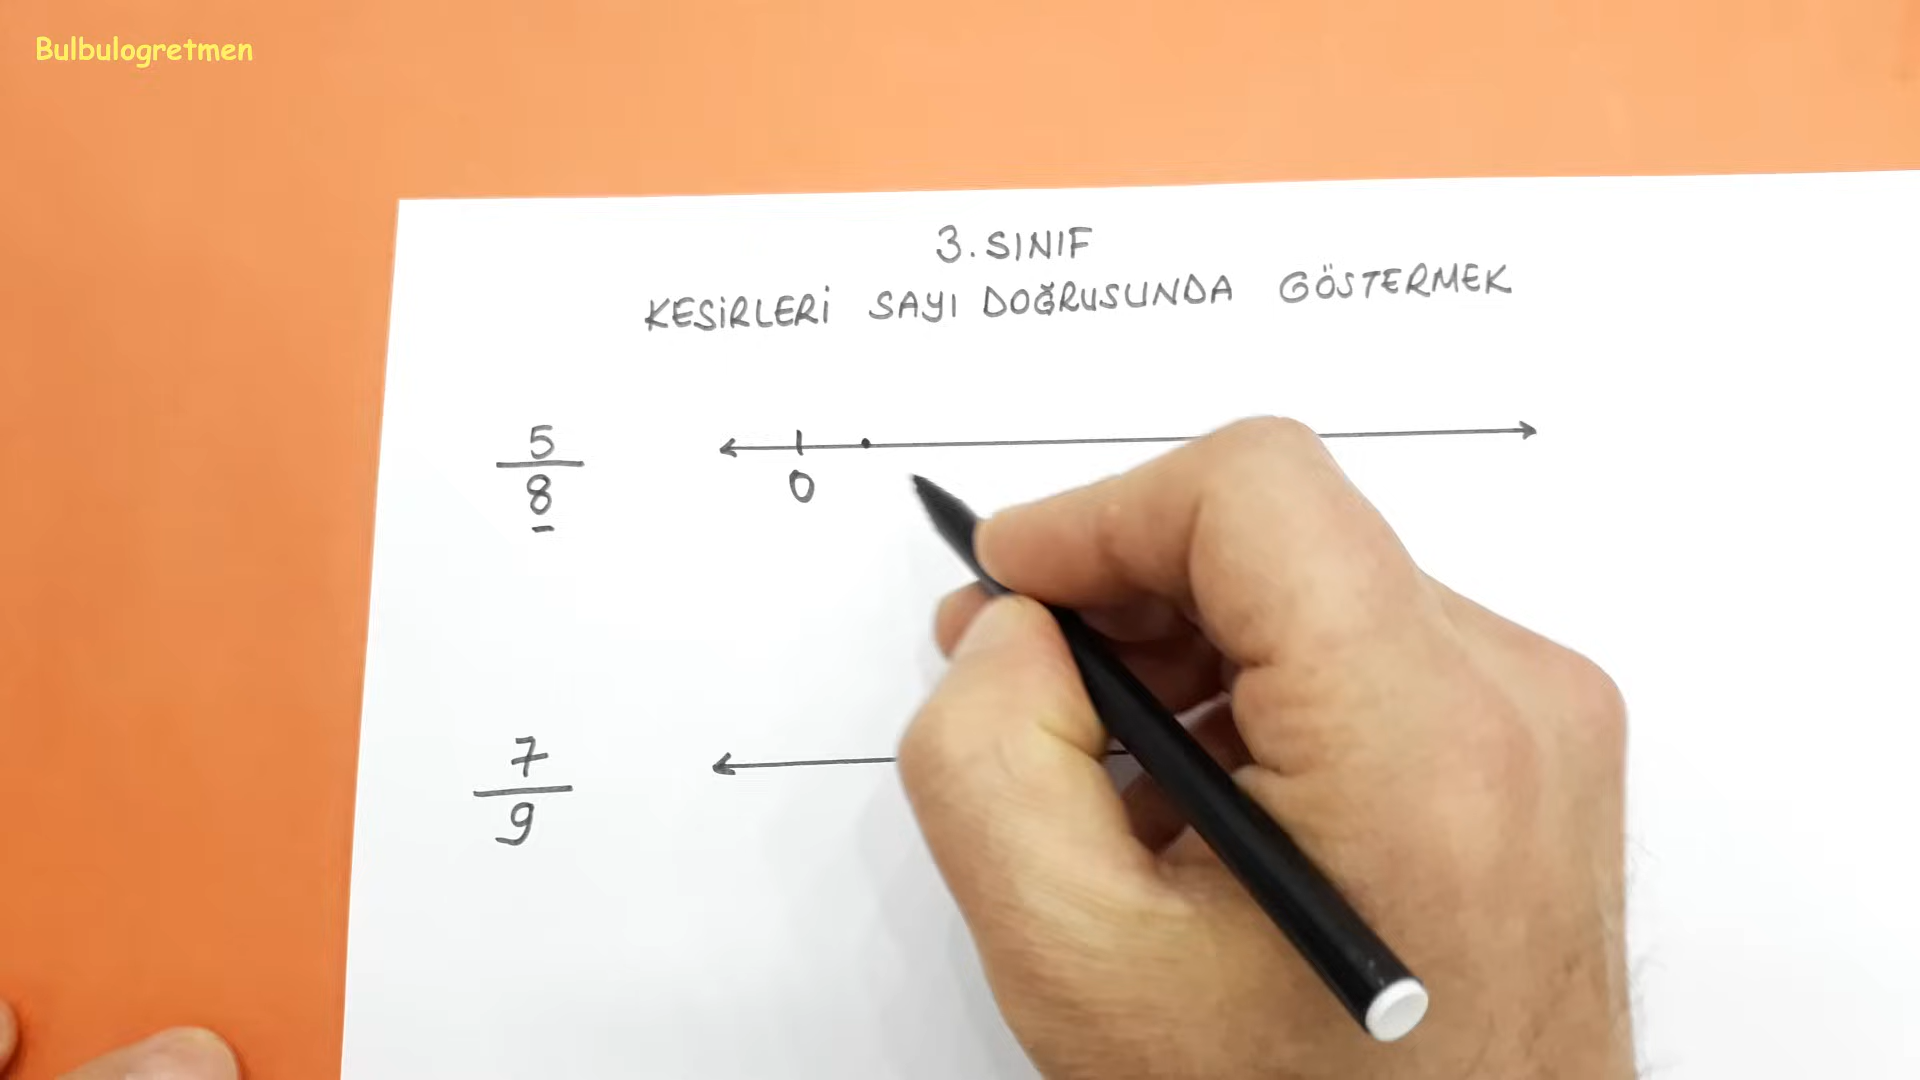 Bulbulogretmen
3. SINIF
KESİRLERİ SAYI DOĞRUSUNDA GÖSTERMEK
5
8
0
7
9